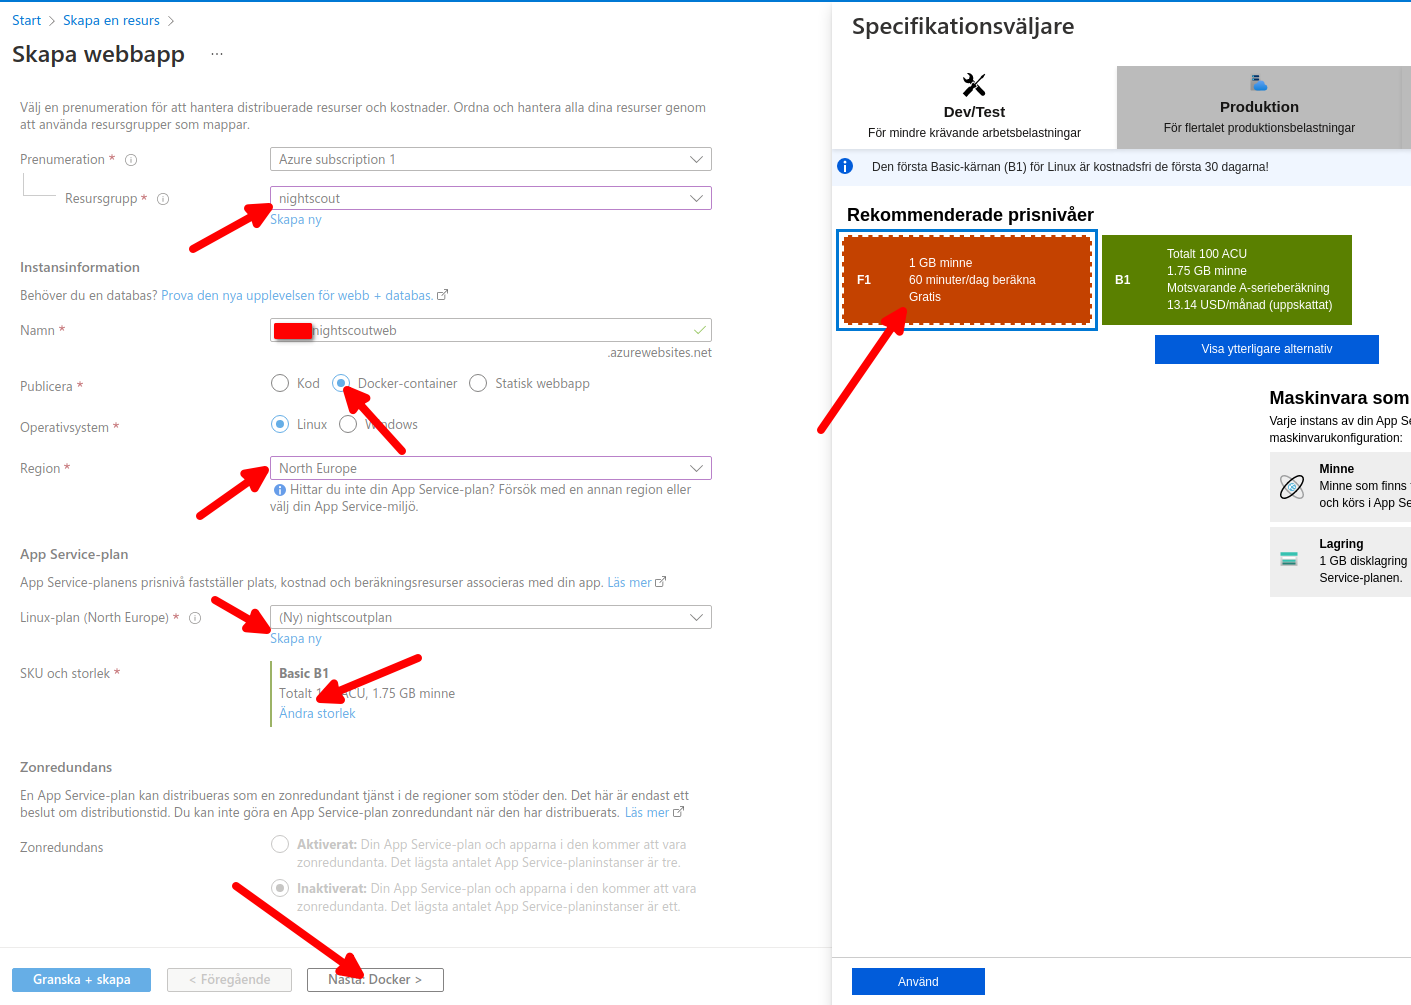 Start > Skapa en resurs >
Skapa webbapp ...
Välj en prenumeration för att hantera distribuerade resurser och kostnader. Ordna och hantera alla dina resurser genom
att använda resursgrupper som mappar.
Prenumeration *
Azure subscription 1
Resursgrupp *
nightscout
Skapa ny
Instansinformation
Behöver du en databas? Prova den nya upplevelsen för webb + databas.
Namn *
nightscoutweb
.azurewebsites.net
Publicera *
Kod
Docker-container
Statisk webbapp
Operativsystem *
Linux
Windows
Region *
North Europe
Hittar du inte din App Service-plan? Försök med en annan region eller
välj din App Service-miljö.
App Service-plan
App Service-planens prisnivå fastställer plats, kostnad och beräkningsresurser associeras med din app. Läs mer
Linux-plan (North Europe) *
(Ny) nightscoutplan
Skapa ny
SKU och storlek *
Basic B1
Totalt ACU, 1.75 GB minne
Ändra storlek
Zonredundans
En App Service-plan kan distribueras som en zonredundant tjänst i de regioner som stöder den. Det här är endast ett
beslut om distributionstid. Du kan inte göra en App Service-plan zonredundant när den har distribuerats. Läs mer
Zonredundans
Aktiverat: Din App Service-plan och apparna i den kommer att vara
zonredundanta. Det lägsta antalet App Service-planinstanser är tre.
Inaktiverat: Din App Service-plan och apparna i den kommer att vara
zonredundanta. Det lägsta antalet App Service-planinstanser är ett.
Granska + skapa
< Föregående
Nästa: Docker >
Specifikationsväljare
Dev/Test
För mindre krävande arbetsbelastningar
Produktion
För flertalet produktionsbelastningar
Den första Basic-kärnan (B1) för Linux är kostnadsfri de första 30 dagarna!
Rekommenderade prisnivåer
F1
1 GB minne
60 minuter/dag beräkna
Gratis
B1
Totalt 100 ACU
1.75 GB minne
Motsvarande A-serieberäkning
13.14 USD/månad (uppskattat)
Visa ytterligare alternativ
Maskinvara som
Varje instans av din App Se
maskinvarukonfiguration:
Minne
Minne som finns
och körs i App Se
Lagring
1 GB disklagring
Service-planen.
Använd